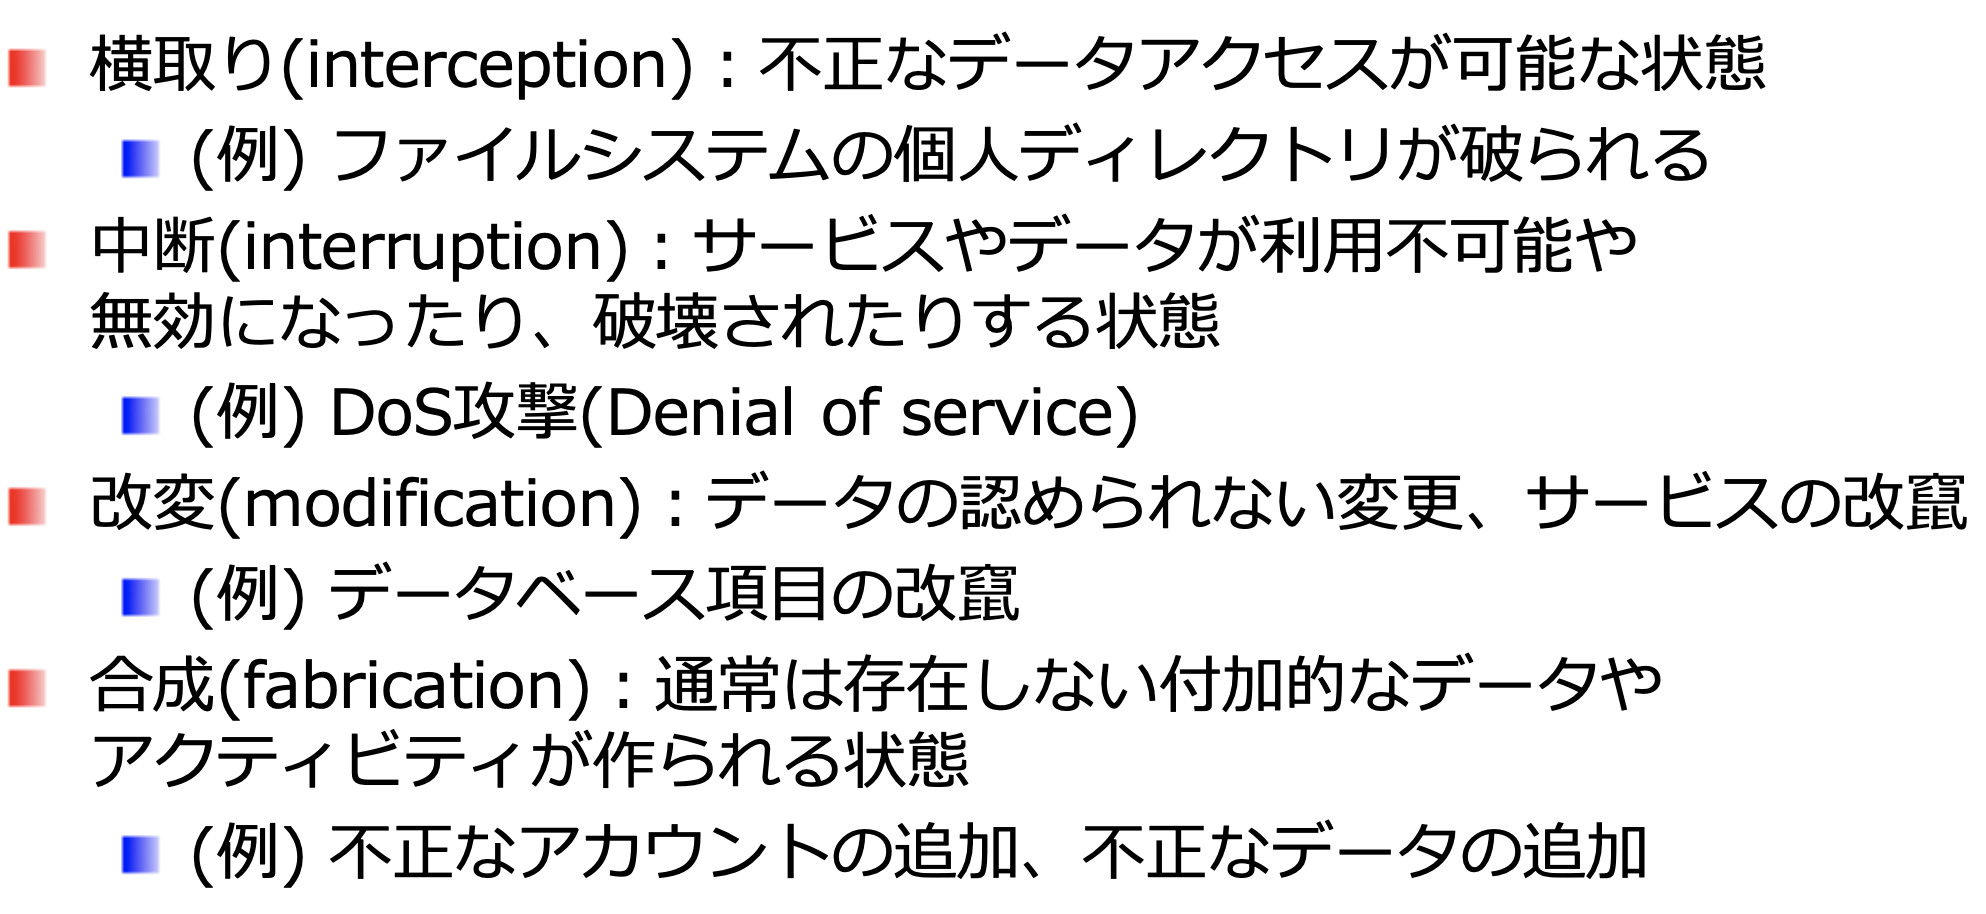 横取り(interception)：不正なデータアクセスが可能な状態
(例) ファイルシステムの個人ディレクトリが破られる
中断(interruption)：サービスやデータが利用不可能や
無効になったり、破壊されたりする状態
(例) DoS攻撃(Denial of service)
改変(modification)：データの認められない変更、サービスの改竄
(例) データベース項目の改竄
合成(fabrication)：通常は存在しない付加的なデータや
アクティビティが作られる状態
(例) 不正なアカウントの追加、不正なデータの追加